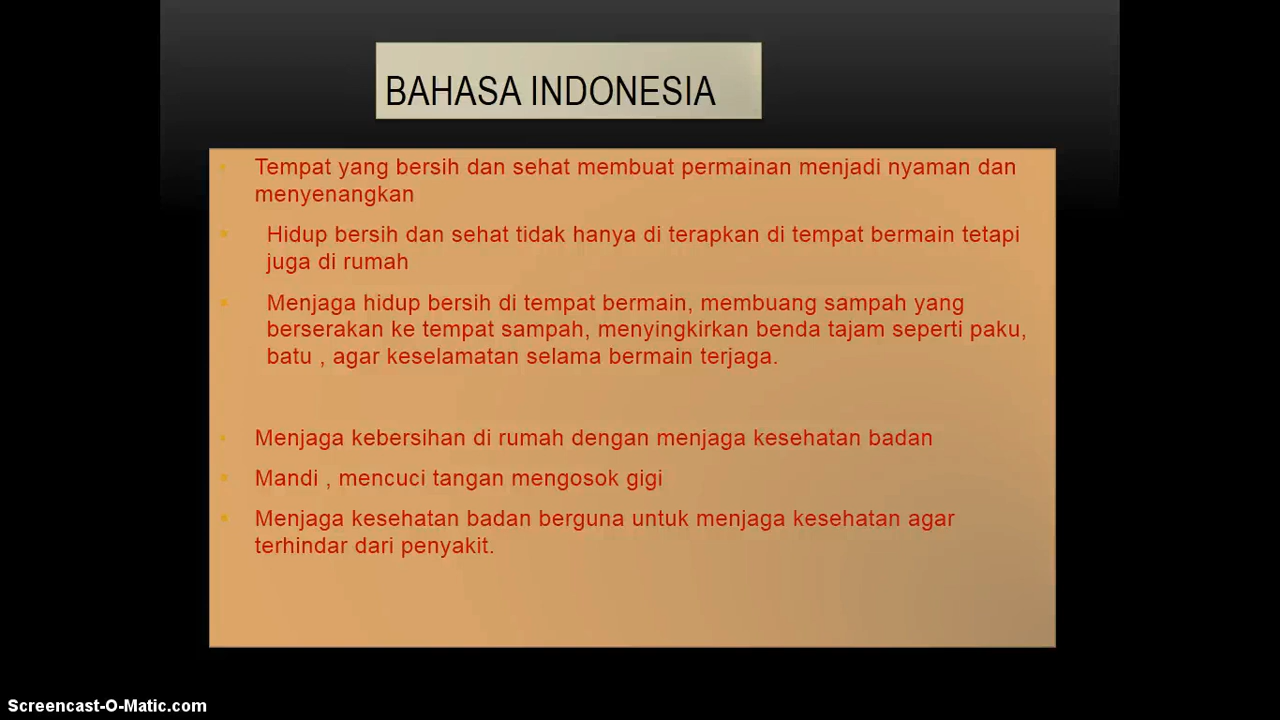 BAHASA INDONESIA
Tempat yang bersih dan sehat membuat permainan menjadi nyaman dan
menyenangkan
Hidup bersih dan sehat tidak hanya di terapkan di tempat bermain tetapi
juga di rumah
Menjaga hidup bersih di tempat bermain, membuang sampah yang
berserakan ke tempat sampah, menyingkirkan benda tajam seperti paku,
batu , agar keselamatan selama bermain terjaga.
Menjaga kebersihan di rumah dengan menjaga kesehatan badan
Mandi , mencuci tangan mengosok gigi
Menjaga kesehatan badan berguna untuk menjaga kesehatan agar
terhindar dari penyakit.
Screencast-O-Matic.com